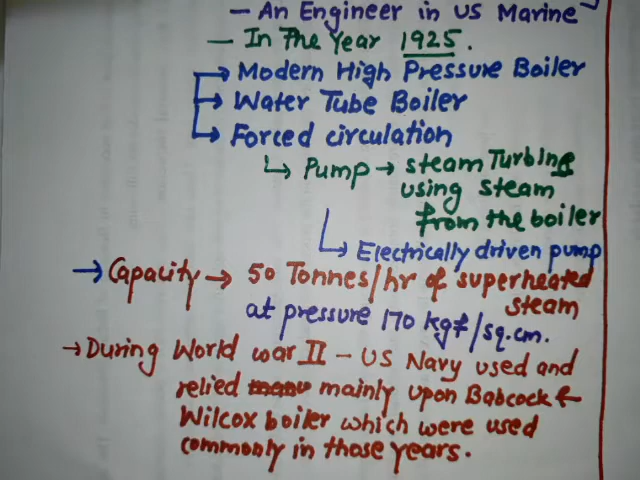 - An Engineer in US Marine
- In The Year 1925.
→ Modern High Pressure Boiler
→ Water Tube Boiler
→ Forced circulation
↳ Pump → steam Turbine
using steam
from the boiler
↳ Electrically driven pump
→ Capacity → 50 Tonnes/hr of superheated
steam
at pressure 170 kgf/sq.cm.
→ During World war II - US Navy used and
relied mainly upon Babcock &
Wilcox boiler which were used
commonly in those years.